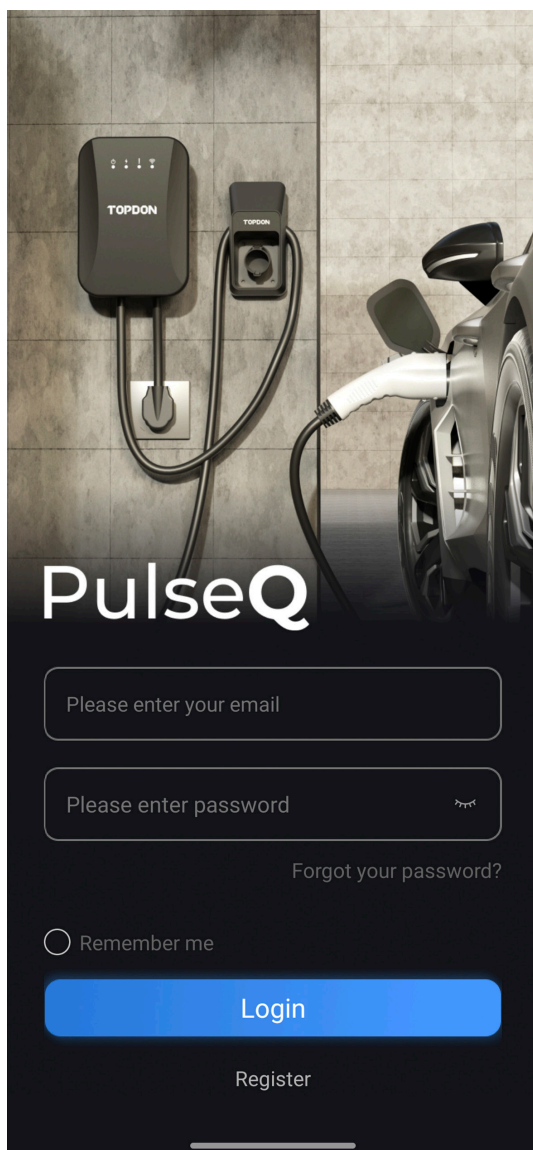 TOPDON
TOPDON
PulseQ
Please enter your email
Please enter password
Forgot your password?
Remember me
Login
Register